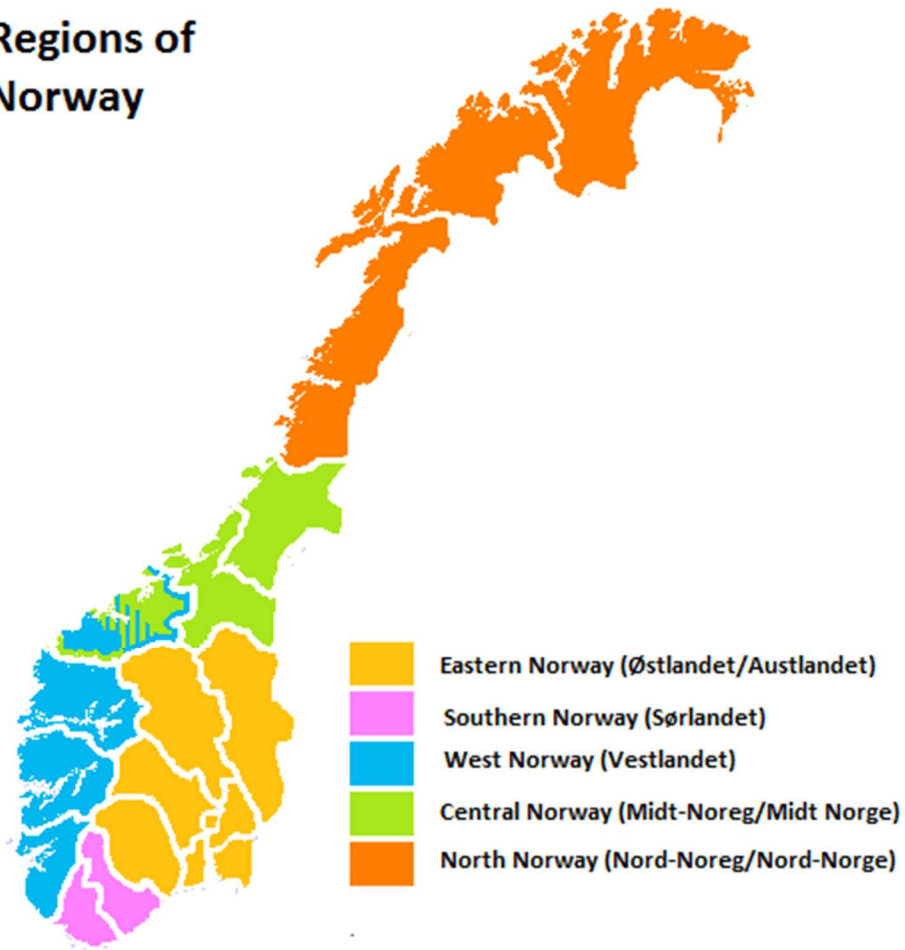 Regions of
Norway
Eastern Norway (Østlandet/Austlandet)
Southern Norway (Sørlandet)
West Norway (Vestlandet)
Central Norway (Midt-Noreg/Midt Norge)
North Norway (Nord-Noreg/Nord-Norge)